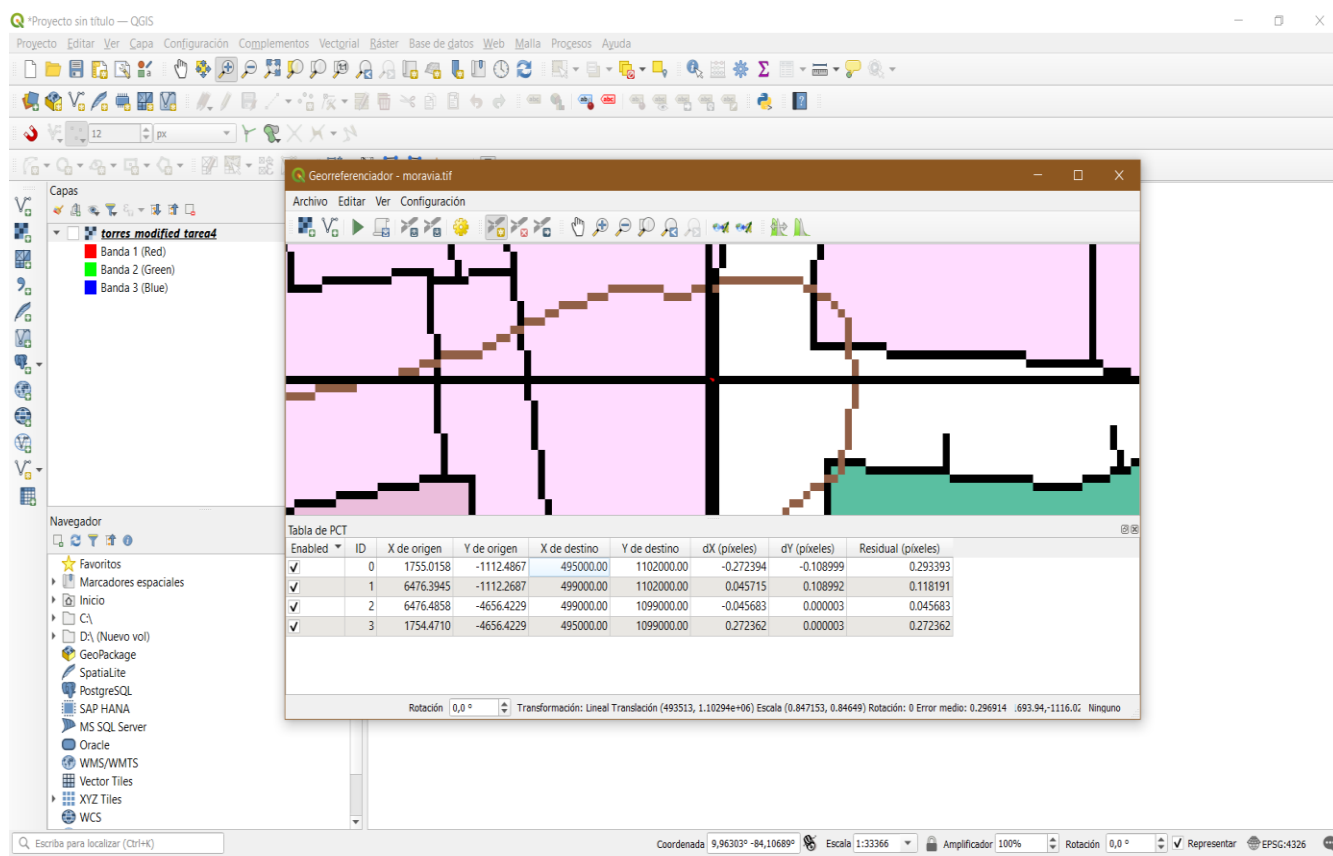 *Proyecto sin título — QGIS
Proyecto Editar Ver Capa Configuración Complementos Vectorial Ráster Base de datos Web Malla Procesos Ayuda
12 px
Capas
torres modified tarea4
Banda 1 (Red)
Banda 2 (Green)
Banda 3 (Blue)
Georreferenciador - moravia.tif
Archivo Editar Ver Configuración
Tabla de PCT
Enabled ID X de origen Y de origen X de destino Y de destino dX (píxeles) dY (píxeles) Residual (píxeles)
0 1755.0158 -1112.4867 495000.00 1102000.00 -0.272394 -0.108999 0.293393
1 6476.3945 -1112.2687 499000.00 1102000.00 0.045715 0.108992 0.118191
2 6476.4858 -4656.4229 499000.00 1099000.00 -0.045683 0.000003 0.045683
3 1754.4710 -4656.4229 495000.00 1099000.00 0.272362 0.000003 0.272362
Rotación 0,0 ° Transformación: Lineal Translación (493513, 1.10294e+06) Escala (0.847153, 0.84649) Rotación: 0 Error medio: 0.296914 Ninguno
Navegador
Favoritos
Marcadores espaciales
Inicio
C:\
D:\ (Nuevo vol)
GeoPackage
SpatiaLite
PostgreSQL
SAP HANA
MS SQL Server
Oracle
WMS/WMTS
Vector Tiles
XYZ Tiles
WCS
Escriba para localizar (Ctrl+K)
Coordenada 9,96303° -84,10689° Escala 1:33366 Amplificador 100% Rotación 0,0 ° Representar EPSG:4326